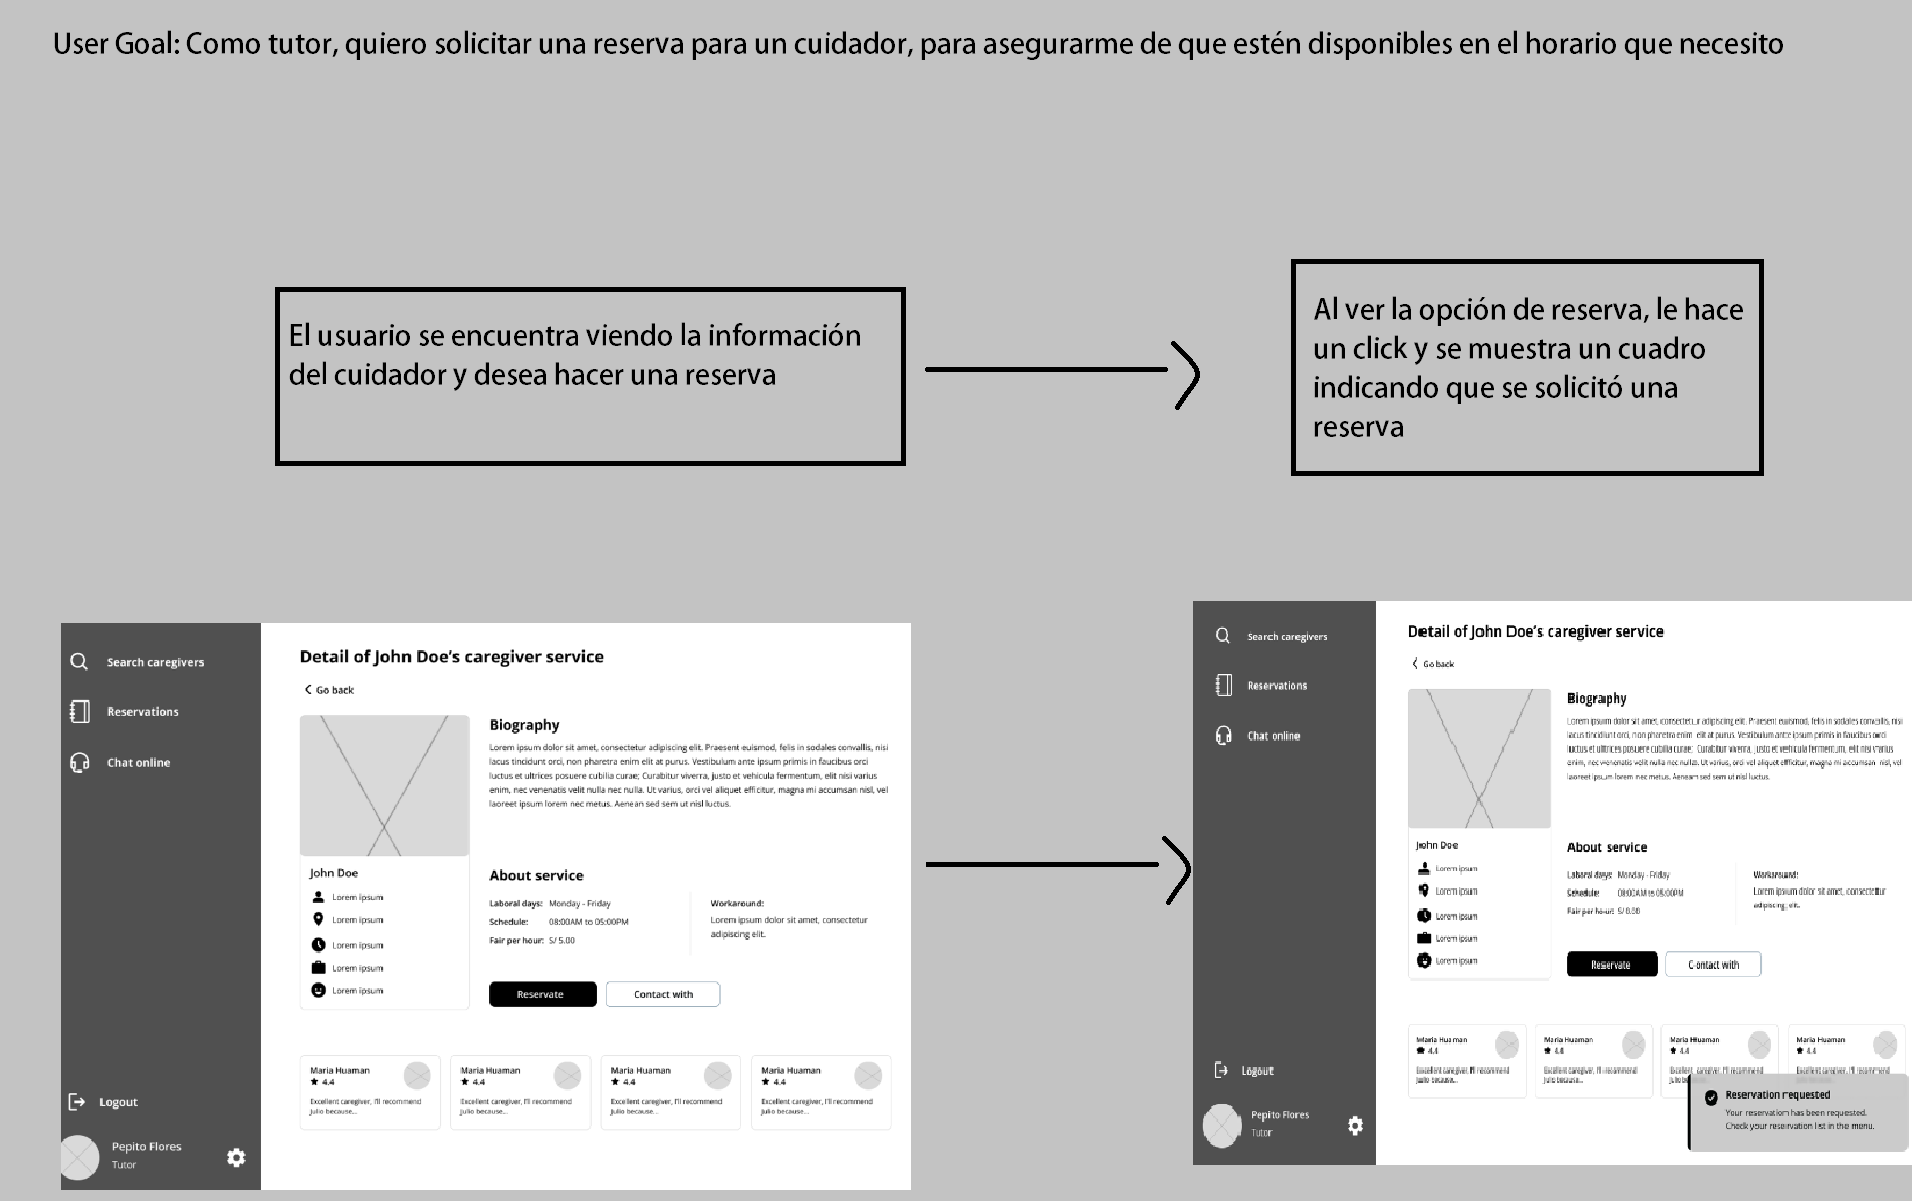 User Goal: Como tutor, quiero solicitar una reserva para un cuidador, para asegurarme de que estén disponibles en el horario que necesito
El usuario se encuentra viendo la información
del cuidador y desea hacer una reserva
Al ver la opción de reserva, le hace
un click y se muestra un cuadro
indicando que se solicitó una
reserva
Search caregivers
Reservations
Chat online
Logout
Pepito Flores
Tutor
Detail of John Doe's caregiver service
Go back
John Doe
Lorem ipsum
Lorem ipsum
Lorem ipsum
Lorem ipsum
Lorem ipsum
Biography
Lorem ipsum dolor sit amet, consectetur adipiscing elit. Praesent euismod, felis in sodales convallis, nisi
lacus tincidunt orci, non pharetra enim elit at purus. Vestibulum ante ipsum primis in faucibus orci
luctus et ultrices posuere cubilia curae; Curabitur viverra, justo et vehicula fermentum, elit nisi varius
enim, nec venenatis velit nulla nec nulla. Ut varius, orci vel aliquet efficitur, magna mi accumsan nisl, vel
laoreet ipsum lorem nec metus. Aenean sed sem ut nisl luctus.
About service
Laboral days: Monday - Friday
Schedule: 08:00AM to 05:00PM
Fair per hour: S/ 5.00
Workaround:
Lorem ipsum dolor sit amet, consectetur
adipiscing elit.
Reservate
Contact with
Maria Huaman
4.4
Excellent caregiver, I'll recommend
Julio because...
Maria Huaman
4.4
Excellent caregiver, I'll recommend
Julio because...
Maria Huaman
4.4
Excellent caregiver, I'll recommend
Julio because...
Maria Huaman
4.4
Excellent caregiver, I'll recommend
Julio because...
Search caregivers
Reservations
Chat online
Logout
Pepito Flores
Tutor
Detail of John Doe's caregiver service
Go back
John Doe
Lorem ipsum
Lorem ipsum
Lorem ipsum
Lorem ipsum
Lorem ipsum
Biography
Lorem ipsum dolor sit amet, consectetur adipiscing elit. Praesent euismod, felis in sodales convallis, nisi
lacus tincidunt orci, non pharetra enim elit at purus. Vestibulum ante ipsum primis in faucibus orci
luctus et ultrices posuere cubilia curae; Curabitur viverra, justo et vehicula fermentum, elit nisi varius
enim, nec venenatis velit nulla nec nulla. Ut varius, orci vel aliquet efficitur, magna mi accumsan nisl, vel
laoreet ipsum lorem nec metus. Aenean sed sem ut nisl luctus.
About service
Laboral days: Monday - Friday
Schedule: 08:00AM to 05:00PM
Fair per hour: S/
Workaround:
Lorem ipsum dolor sit amet, consectetur
adipiscing elit.
Reservate
Contact with
Maria Huaman
4.4
Excellent caregiver, I'll recommend
Julio because...
Maria Huaman
4.4
Excellent caregiver, I'll recommend
Julio because...
Maria Huaman
4.4
Excellent caregiver, I'll recommend
Maria Huaman
4.4
Excellent caregiver, I'll recommend
Reservation requested
Your reservation has been requested.
Check your reservation list in the menu.